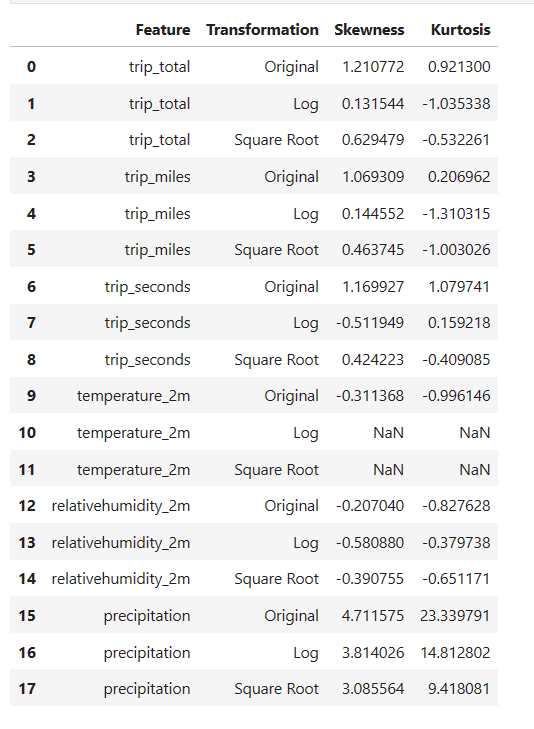 Feature Transformation Skewness Kurtosis
0 trip_total Original 1.210772 0.921300
1 trip_total Log 0.131544 -1.035338
2 trip_total Square Root 0.629479 -0.532261
3 trip_miles Original 1.069309 0.206962
4 trip_miles Log 0.144552 -1.310315
5 trip_miles Square Root 0.463745 -1.003026
6 trip_seconds Original 1.169927 1.079741
7 trip_seconds Log -0.511949 0.159218
8 trip_seconds Square Root 0.424223 -0.409085
9 temperature_2m Original -0.311368 -0.996146
10 temperature_2m Log NaN NaN
11 temperature_2m Square Root NaN NaN
12 relativehumidity_2m Original -0.207040 -0.827628
13 relativehumidity_2m Log -0.580880 -0.379738
14 relativehumidity_2m Square Root -0.390755 -0.651171
15 precipitation Original 4.711575 23.339791
16 precipitation Log 3.814026 14.812802
17 precipitation Square Root 3.085564 9.418081